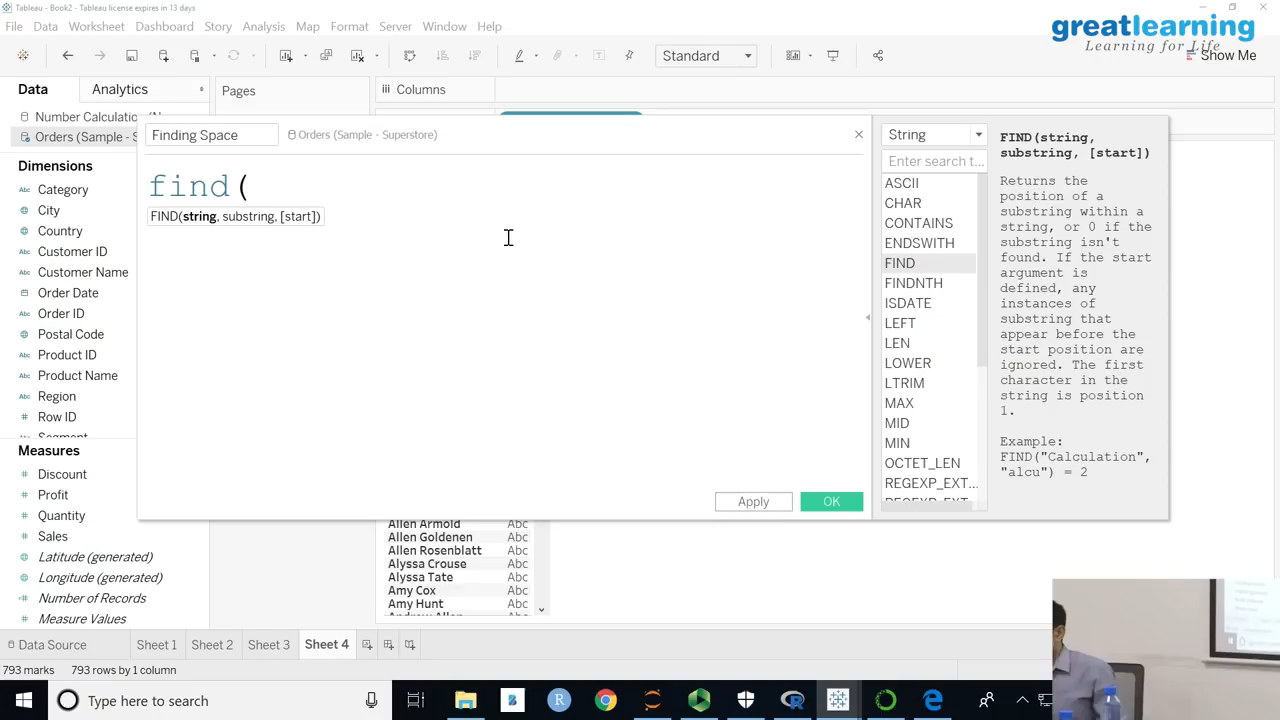 Tableau - Book2 - Tableau license expires in 13 days
File Data Worksheet Dashboard Story Analysis Map Format Server Window Help
greatlearning
Learning for Life
Standard
Show Me
Data Analytics
Pages
Columns
Number Calculation (N
Orders (Sample - S
Dimensions
Category
City
Country
Customer ID
Customer Name
Order Date
Order ID
Postal Code
Product ID
Product Name
Region
Row ID
Segment
Measures
Discount
Profit
Quantity
Sales
Latitude (generated)
Longitude (generated)
Number of Records
Measure Values
Finding Space
Orders (Sample - Superstore)
find(
FIND(string, substring, [start])
Apply
OK
String
Enter search t...
ASCII
CHAR
CONTAINS
ENDSWITH
FIND
FINDNTH
ISDATE
LEFT
LEN
LOWER
LTRIM
MAX
MID
MIN
OCTET_LEN
REGEXP_EXT...
REGEXP_EXT
FIND(string,
substring, [start])
Returns the
position of a
substring within a
string, or 0 if the
substring isn't
found. If the start
argument is
defined, any
instances of
substring that
appear before the
start position are
ignored. The first
character in the
string is position
1.
Example:
FIND("Calculation",
"alcu") = 2
Allen Armold Abc
Allen Goldenen Abc
Allen Rosenblatt Abc
Alyssa Crouse Abc
Alyssa Tate Abc
Amy Cox Abc
Amy Hunt Abc
Data Source Sheet 1 Sheet 2 Sheet 3 Sheet 4
793 marks 793 rows by 1 column
Type here to search